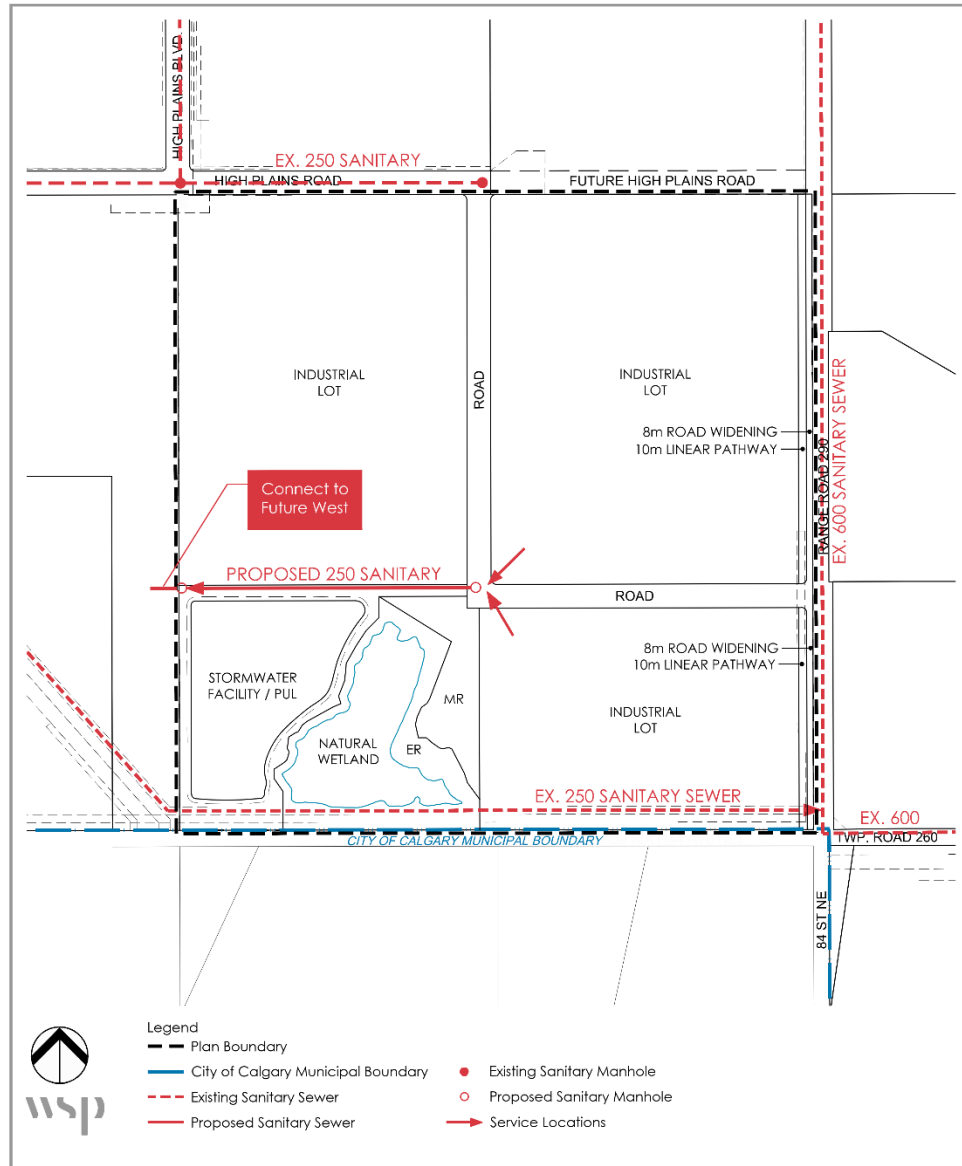 HIGH PLAINS BLVD
EX. 250 SANITARY
HIGH PLAINS ROAD
FUTURE HIGH PLAINS ROAD
INDUSTRIAL
LOT
ROAD
INDUSTRIAL
LOT
8m ROAD WIDENING
10m LINEAR PATHWAY
RANGE ROAD 290
EX. 600 SANITARY SEWER
Connect to
Future West
PROPOSED 250 SANITARY
ROAD
8m ROAD WIDENING
10m LINEAR PATHWAY
STORMWATER
FACILITY / PUL
MR
NATURAL
WETLAND
ER
INDUSTRIAL
LOT
EX. 250 SANITARY SEWER
EX. 600
CITY OF CALGARY MUNICIPAL BOUNDARY
TWP. ROAD 260
84 ST NE
wsp
Legend
Plan Boundary
City of Calgary Municipal Boundary
Existing Sanitary Manhole
Existing Sanitary Sewer
Proposed Sanitary Manhole
Proposed Sanitary Sewer
Service Locations